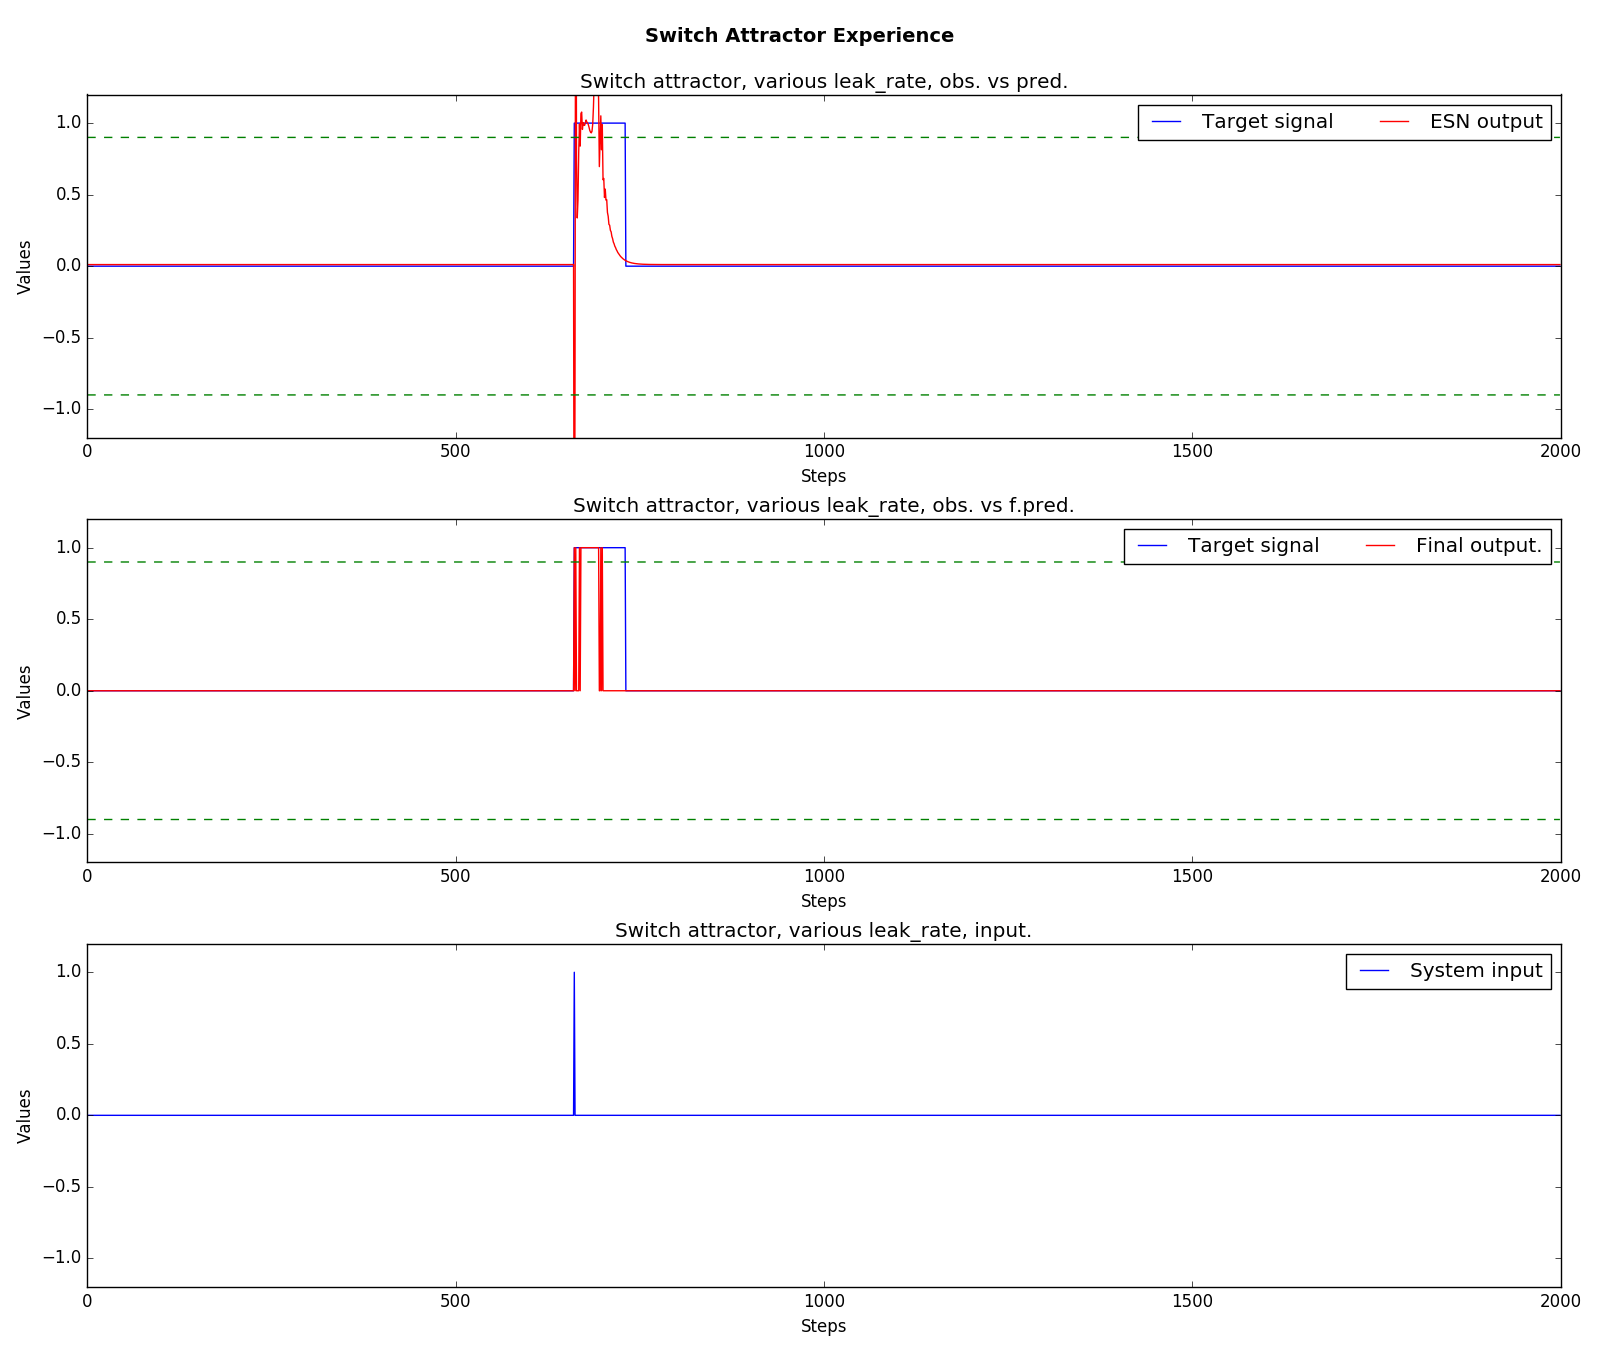 Switch Attractor Experience
Switch attractor, various leak_rate, obs. vs pred.
Target signal ESN output
1.0
0.5
0.0
−0.5
−1.0
Values
0 500 1000 1500 2000
Steps
Switch attractor, various leak_rate, obs. vs f.pred.
Target signal Final output.
1.0
0.5
0.0
−0.5
−1.0
Values
0 500 1000 1500 2000
Steps
Switch attractor, various leak_rate, input.
System input
1.0
0.5
0.0
−0.5
−1.0
Values
0 500 1000 1500 2000
Steps